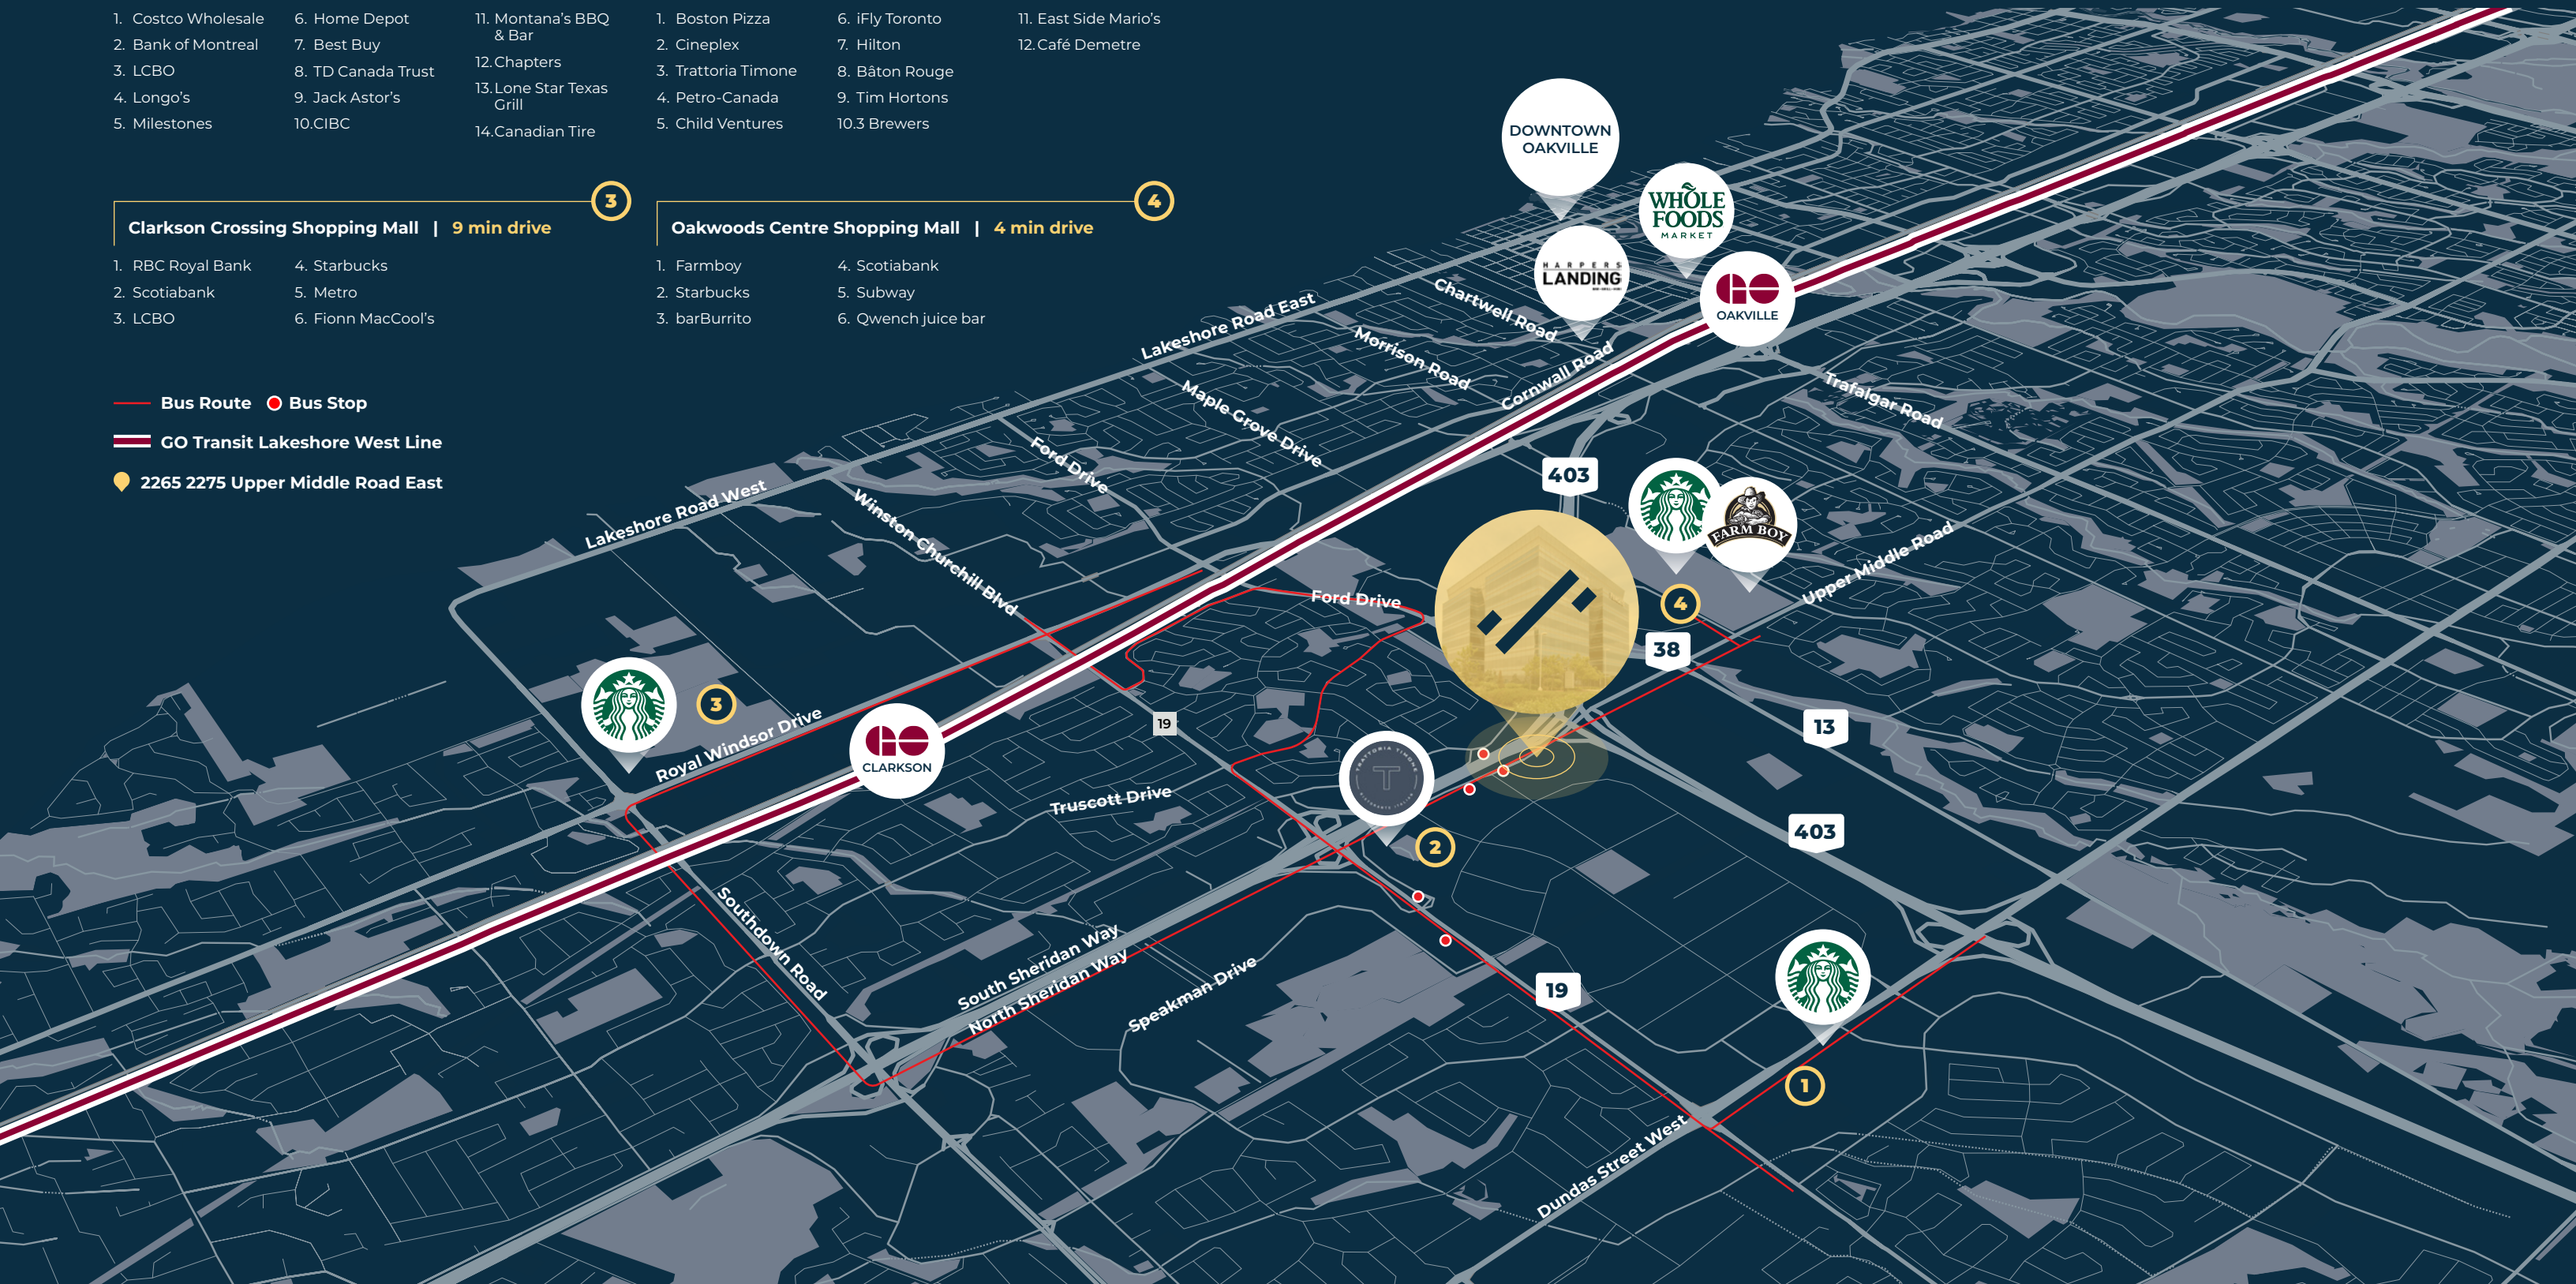 1. Costco Wholesale
2. Bank of Montreal
3. LCBO
4. Longo's
5. Milestones
6. Home Depot
7. Best Buy
8. TD Canada Trust
9. Jack Astor's
10. CIBC
11. Montana's BBQ
& Bar
12. Chapters
13. Lone Star Texas
Grill
14. Canadian Tire
1. Boston Pizza
2. Cineplex
3. Trattoria Timone
4. Petro-Canada
5. Child Ventures
6. iFly Toronto
7. Hilton
8. Bâton Rouge
9. Tim Hortons
10. 3 Brewers
11. East Side Mario's
12. Café Demetre
3
Clarkson Crossing Shopping Mall | 9 min drive
1. RBC Royal Bank
2. Scotiabank
3. LCBO
4. Starbucks
5. Metro
6. Fionn MacCool's
4
Oakwoods Centre Shopping Mall | 4 min drive
1. Farmboy
2. Starbucks
3. barBurrito
4. Scotiabank
5. Subway
6. Qwench juice bar
Bus Route
Bus Stop
GO Transit Lakeshore West Line
2265 2275 Upper Middle Road East
DOWNTOWN
OAKVILLE
WHOLE
FOODS
MARKET
HARPERS
LANDING
GO
OAKVILLE
Lakeshore Road East
Chartwell Road
Morrison Road
Cornwall Road
Maple Grove Drive
Trafalgar Road
Ford Drive
403
Lakeshore Road West
Winston Churchill Blvd
FARM BOY
Upper Middle Road
Ford Drive
4
38
3
Royal Windsor Drive
GO
CLARKSON
19
13
Truscott Drive
TRATTORIA TIMONE
T
2
403
Southdown Road
South Sheridan Way
North Sheridan Way
Speakman Drive
19
1
Dundas Street West